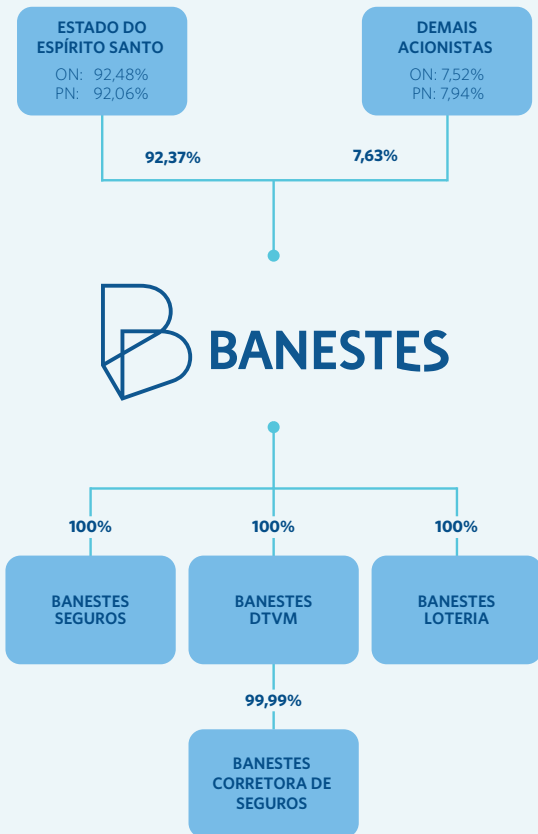 ESTADO DO
ESPÍRITO SANTO
ON: 92,48%
PN: 92,06%
DEMAIS
ACIONISTAS
ON: 7,52%
PN: 7,94%
92,37%
7,63%
BANESTES
100%
100%
100%
BANESTES
SEGUROS
BANESTES
DTVM
BANESTES
LOTERIA
99,99%
BANESTES
CORRETORA DE
SEGUROS